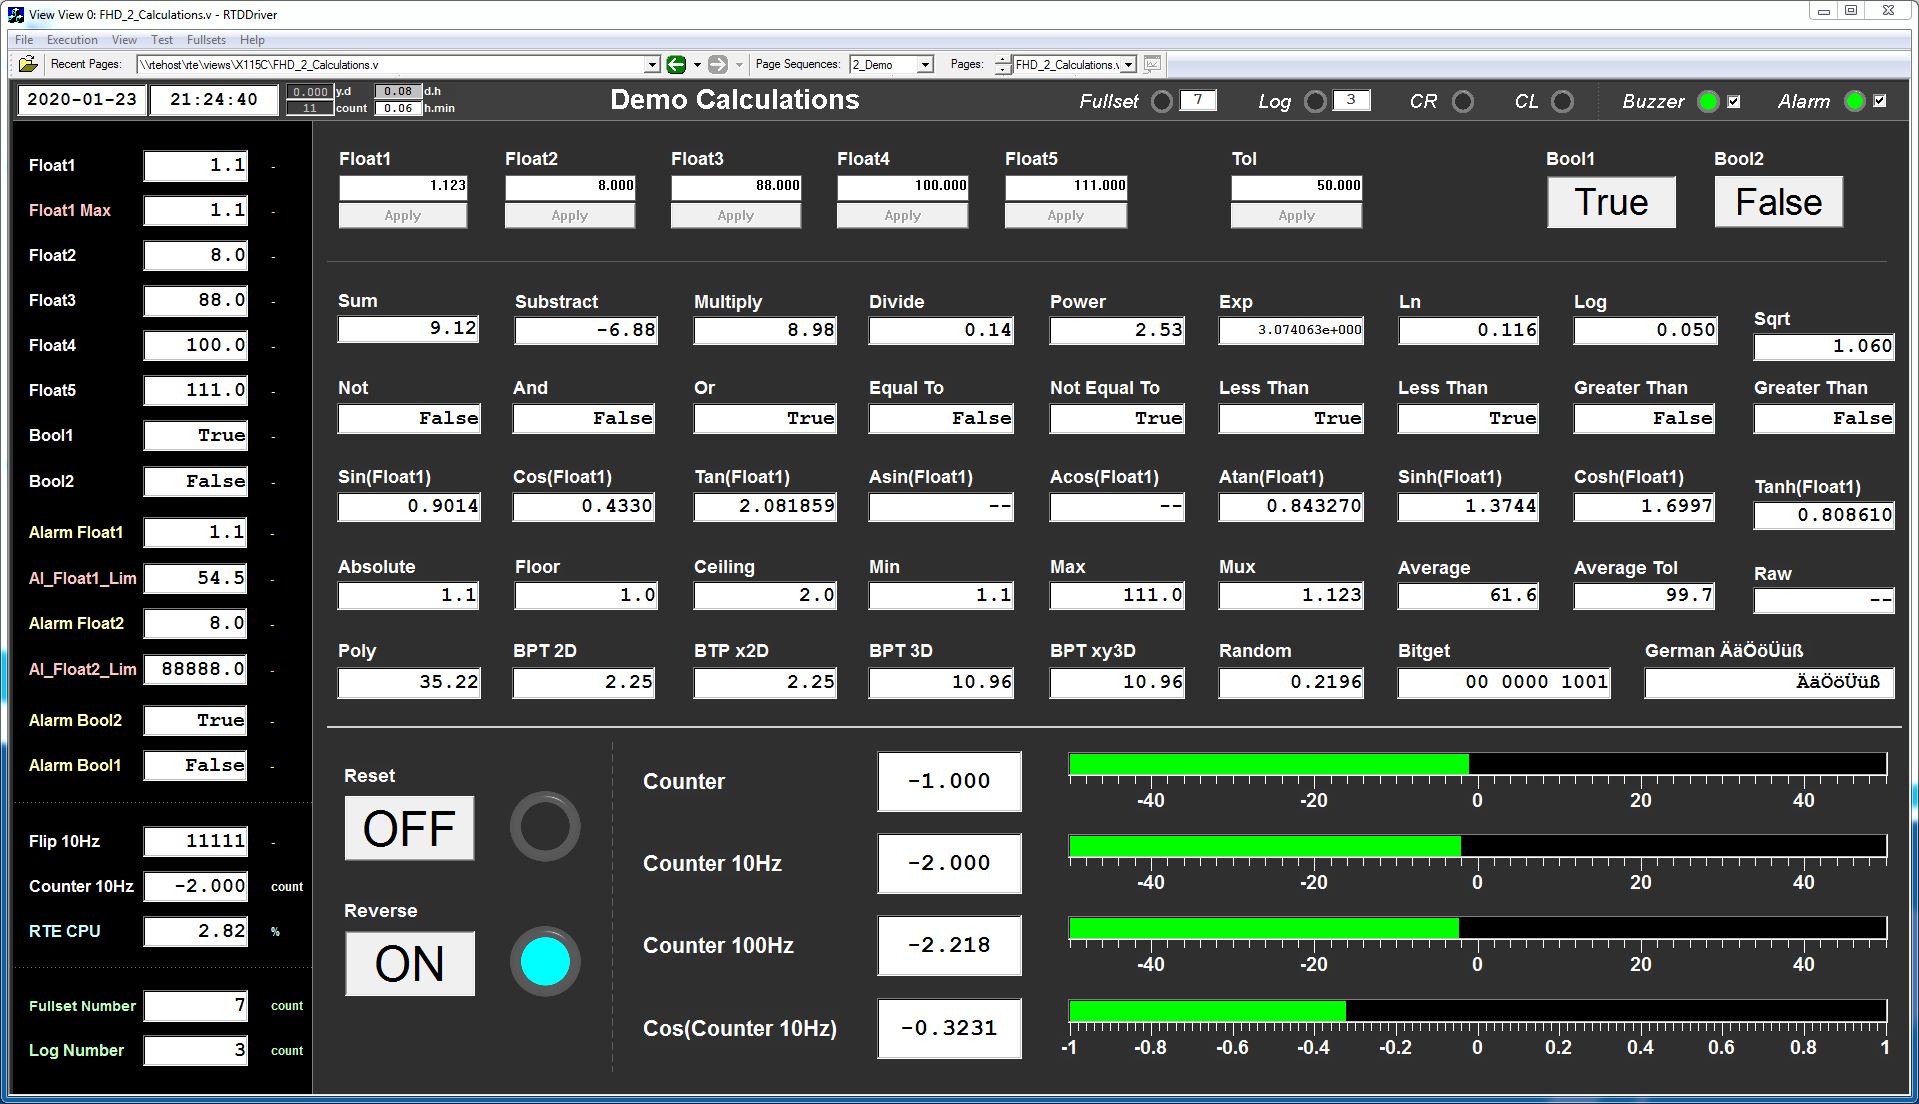 View View 0: FHD_2_Calculations.v - RTDDriver
File Execution View Test Fullsets Help
Recent Pages: \\rtehost\rte\views\X115C\FHD_2_Calculations.v Page Sequences: 2_Demo Pages: FHD_2_Calculations.v
2020-01-23 21:24:40 0.000 y.d 0.08 d.h
11 count 0.06 h.min
Demo Calculations Fullset 7 Log 3 CR CL Buzzer Alarm
Float1 1.1 -
Float1 Max 1.1 -
Float2 8.0 -
Float3 88.0 -
Float4 100.0 -
Float5 111.0 -
Bool1 True -
Bool2 False -
Alarm Float1 1.1 -
Al_Float1_Lim 54.5 -
Alarm Float2 8.0 -
Al_Float2_Lim 88888.0 -
Alarm Bool2 True -
Alarm Bool1 False -
Flip 10Hz 11111 -
Counter 10Hz -2.000 count
RTE CPU 2.82 %
Fullset Number 7 count
Log Number 3 count
Float1 Float2 Float3 Float4 Float5 Tol Bool1 Bool2
1.123 8.000 88.000 100.000 111.000 50.000 True False
Apply Apply Apply Apply Apply Apply
Sum Substract Multiply Divide Power Exp Ln Log Sqrt
9.12 -6.88 8.98 0.14 2.53 3.074063e+000 0.116 0.050 1.060
Not And Or Equal To Not Equal To Less Than Less Than Greater Than Greater Than
False False True False True True True False False
Sin(Float1) Cos(Float1) Tan(Float1) Asin(Float1) Acos(Float1) Atan(Float1) Sinh(Float1) Cosh(Float1) Tanh(Float1)
0.9014 0.4330 2.081859 -- -- 0.843270 1.3744 1.6997 0.808610
Absolute Floor Ceiling Min Max Mux Average Average Tol Raw
1.1 1.0 2.0 1.1 111.0 1.123 61.6 99.7 --
Poly BPT 2D BTP x2D BPT 3D BPT xy3D Random Bitget German ÄäÖöÜüß
35.22 2.25 2.25 10.96 10.96 0.2196 00 0000 1001 ÄäÖöÜüß
Reset
OFF
Reverse
ON
Counter -1.000
-40 -20 0 20 40
Counter 10Hz -2.000
-40 -20 0 20 40
Counter 100Hz -2.218
-40 -20 0 20 40
Cos(Counter 10Hz) -0.3231
-1 -0.8 -0.6 -0.4 -0.2 0 0.2 0.4 0.6 0.8 1